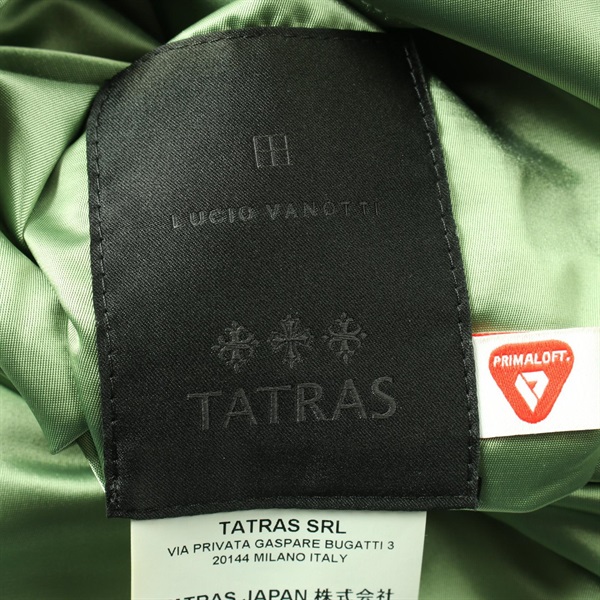 LUCIO VANOTTI
TATRAS
PRIMALOFT®
TATRAS SRL
VIA PRIVATA GASPARE BUGATTI 3
20144 MILANO ITALY
TATRAS JAPAN 株式会社